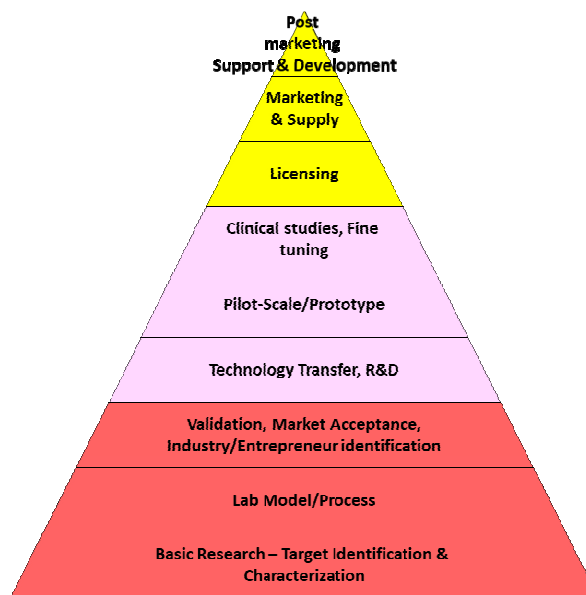 Post
marketing
Support & Development
Marketing
& Supply
Licensing
Clinical studies, Fine
tuning
Pilot-Scale/Prototype
Technology Transfer, R&D
Validation, Market Acceptance,
Industry/Entrepreneur identification
Lab Model/Process
Basic Research – Target Identification &
Characterization